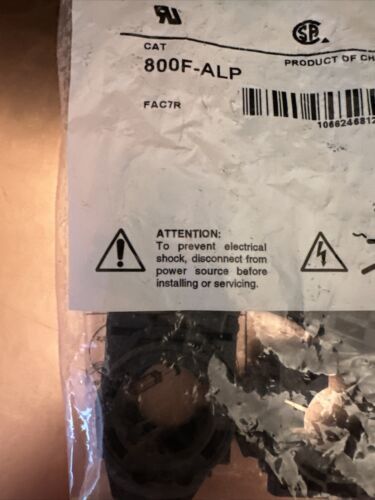 CAT
800F-ALP
PRODUCT OF CH
FAC7R
1066246812
ATTENTION:
To prevent electrical
shock, disconnect from
power source before
installing or servicing.